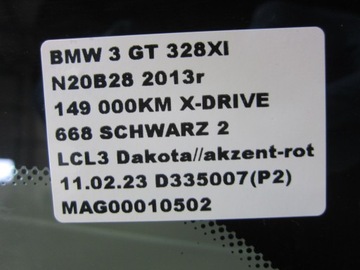 BMW 3 GT 328XI
N20B28 2013r
149 000KM X-DRIVE
668 SCHWARZ 2
LCL3 Dakota//akzent-rot
11.02.23 D335007(P2)
MAG00010502